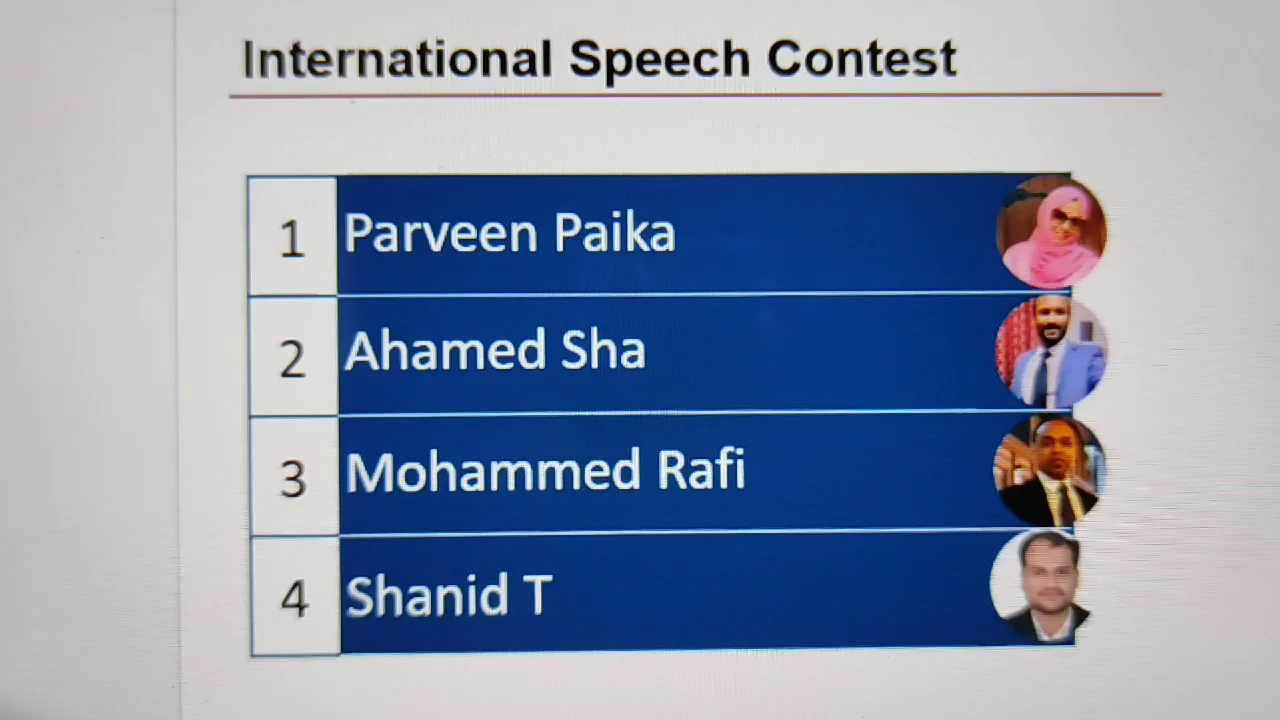 International Speech Contest
1 Parveen Paika
2 Ahamed Sha
3 Mohammed Rafi
4 Shanid T